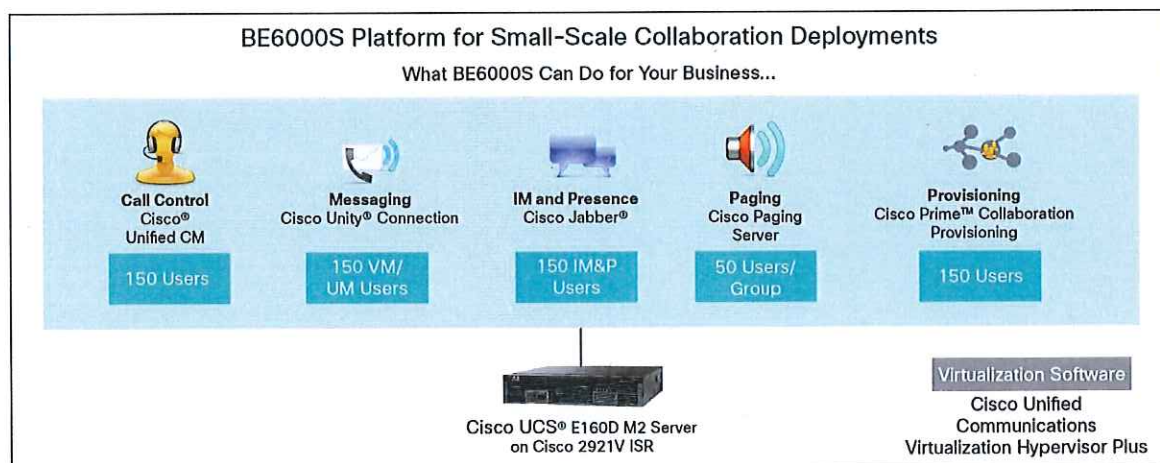 BE6000S Platform for Small-Scale Collaboration Deployments
What BE6000S Can Do for Your Business...
Call Control
Cisco®
Unified CM
150 Users
Messaging
Cisco Unity® Connection
150 VM/
UM Users
IM and Presence
Cisco Jabber®
150 IM&P
Users
Paging
Cisco Paging
Server
50 Users/
Group
Provisioning
Cisco Prime™ Collaboration
Provisioning
150 Users
Cisco UCS® E160D M2 Server
on Cisco 2921V ISR
Virtualization Software
Cisco Unified
Communications
Virtualization Hypervisor Plus